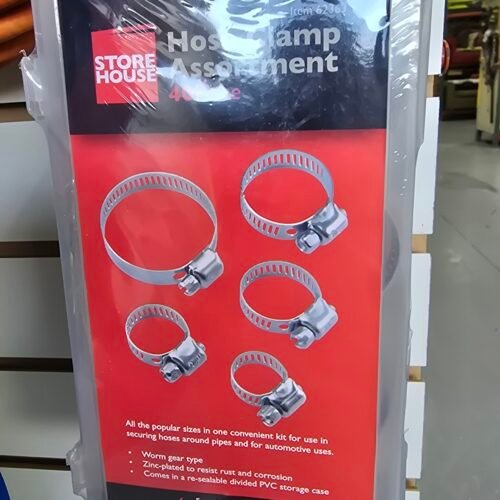 Item
STORE
HOUSE
Assortment
All the popular sizes in one convenient kit for use in
securing hoses around pipes and for automotive uses.
• Worm gear type
• Zinc-plated to resist rust and corrosion
• Comes in a re-sealable divided PVC storage case